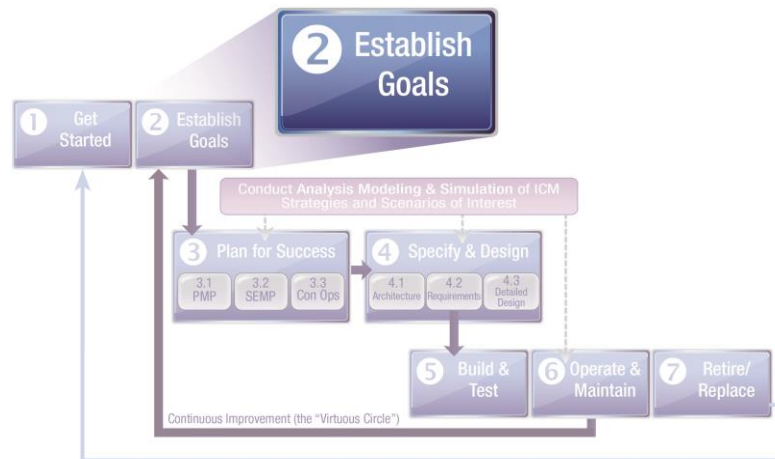 2 Establish
Goals
1 Get
Started
2 Establish
Goals
Conduct Analysis Modeling & Simulation of ICM
Strategies and Scenarios of Interest
3 Plan for Success
3.1
PMP
3.2
SEMP
3.3
Con Ops
4 Specify & Design
4.1
Architecture
4.2
Requirements
4.3
Detailed
Design
5 Build &
Test
6 Operate &
Maintain
7 Retire/
Replace
Continuous Improvement (the “Virtuous Circle”)